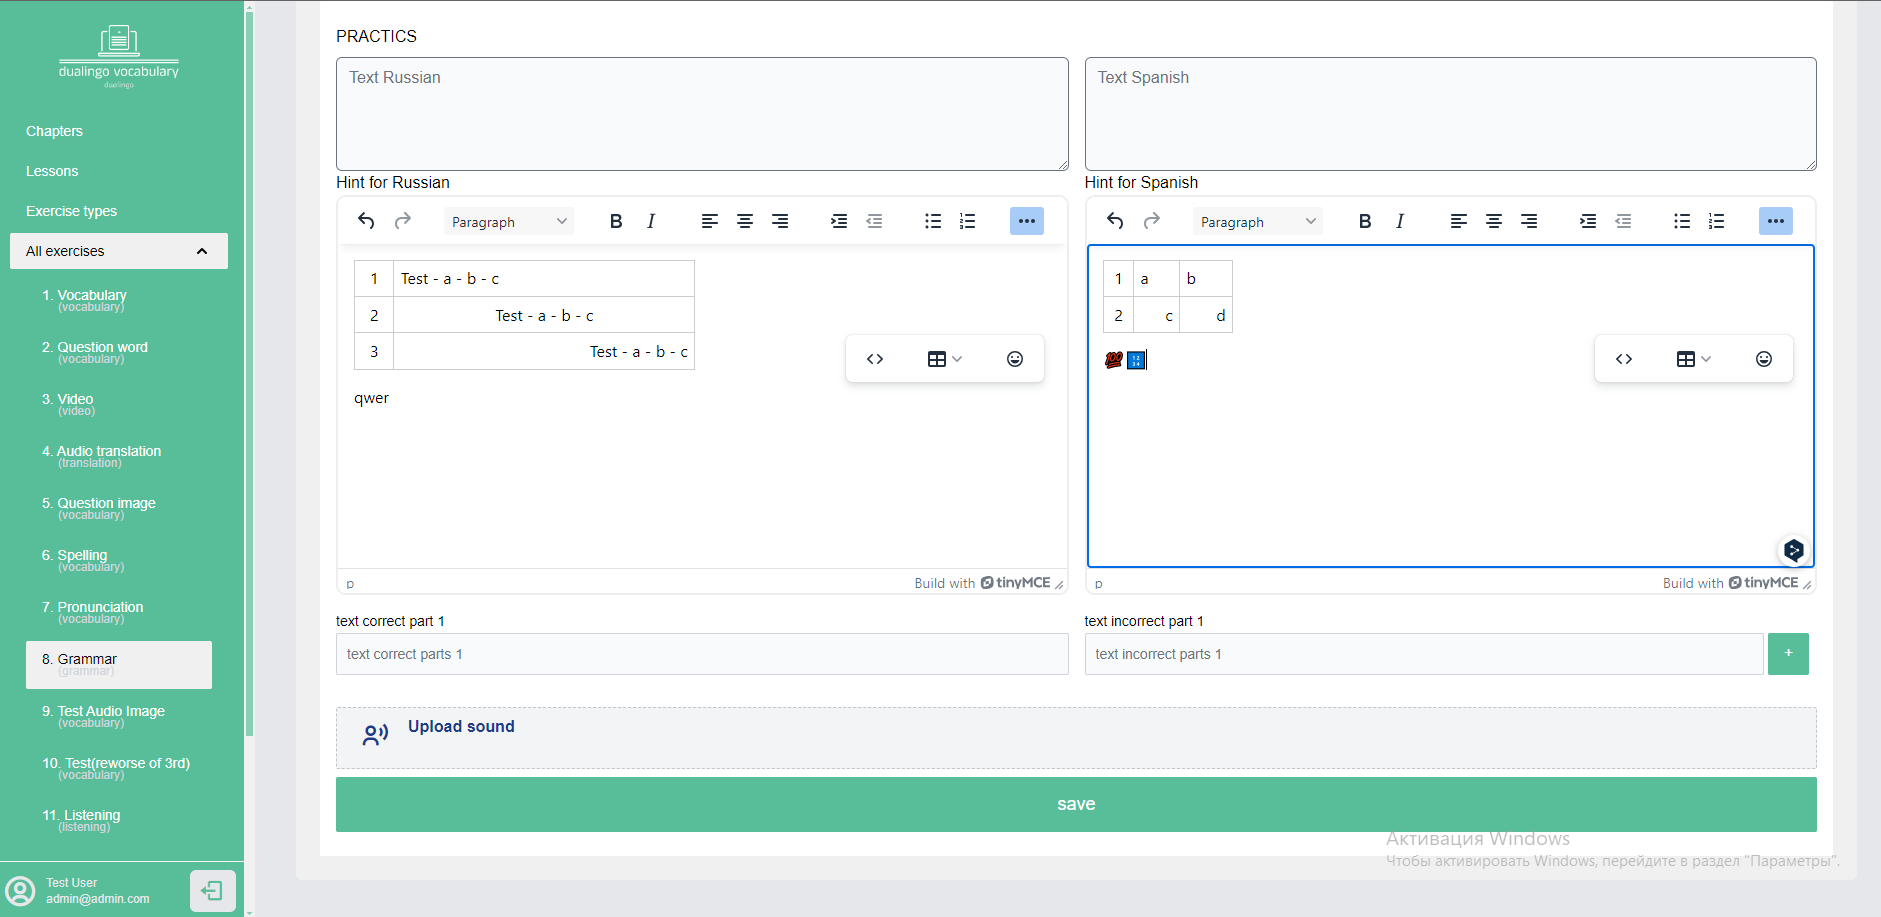 dualingo vocabulary
dualingo
Chapters
Lessons
Exercise types
All exercises
1. Vocabulary
(vocabulary)
2. Question word
(vocabulary)
3. Video
(video)
4. Audio translation
(translation)
5. Question image
(vocabulary)
6. Spelling
(vocabulary)
7. Pronunciation
(vocabulary)
8. Grammar
(grammar)
9. Test Audio Image
(vocabulary)
10. Test(reworse of 3rd)
(vocabulary)
11. Listening
(listening)
Test User
admin@admin.com
PRACTICS
Text Russian
Text Spanish
Hint for Russian
Hint for Spanish
Paragraph B I
Paragraph B I
1 Test - a - b - c
2 Test - a - b - c
3 Test - a - b - c
qwer
1 a b
2 c d
💯 🔢
p Build with tinyMCE
p Build with tinyMCE
text correct part 1
text incorrect part 1
text correct parts 1
text incorrect parts 1
+
Upload sound
save
Активация Windows
Чтобы активировать Windows, перейдите в раздел "Параметры".